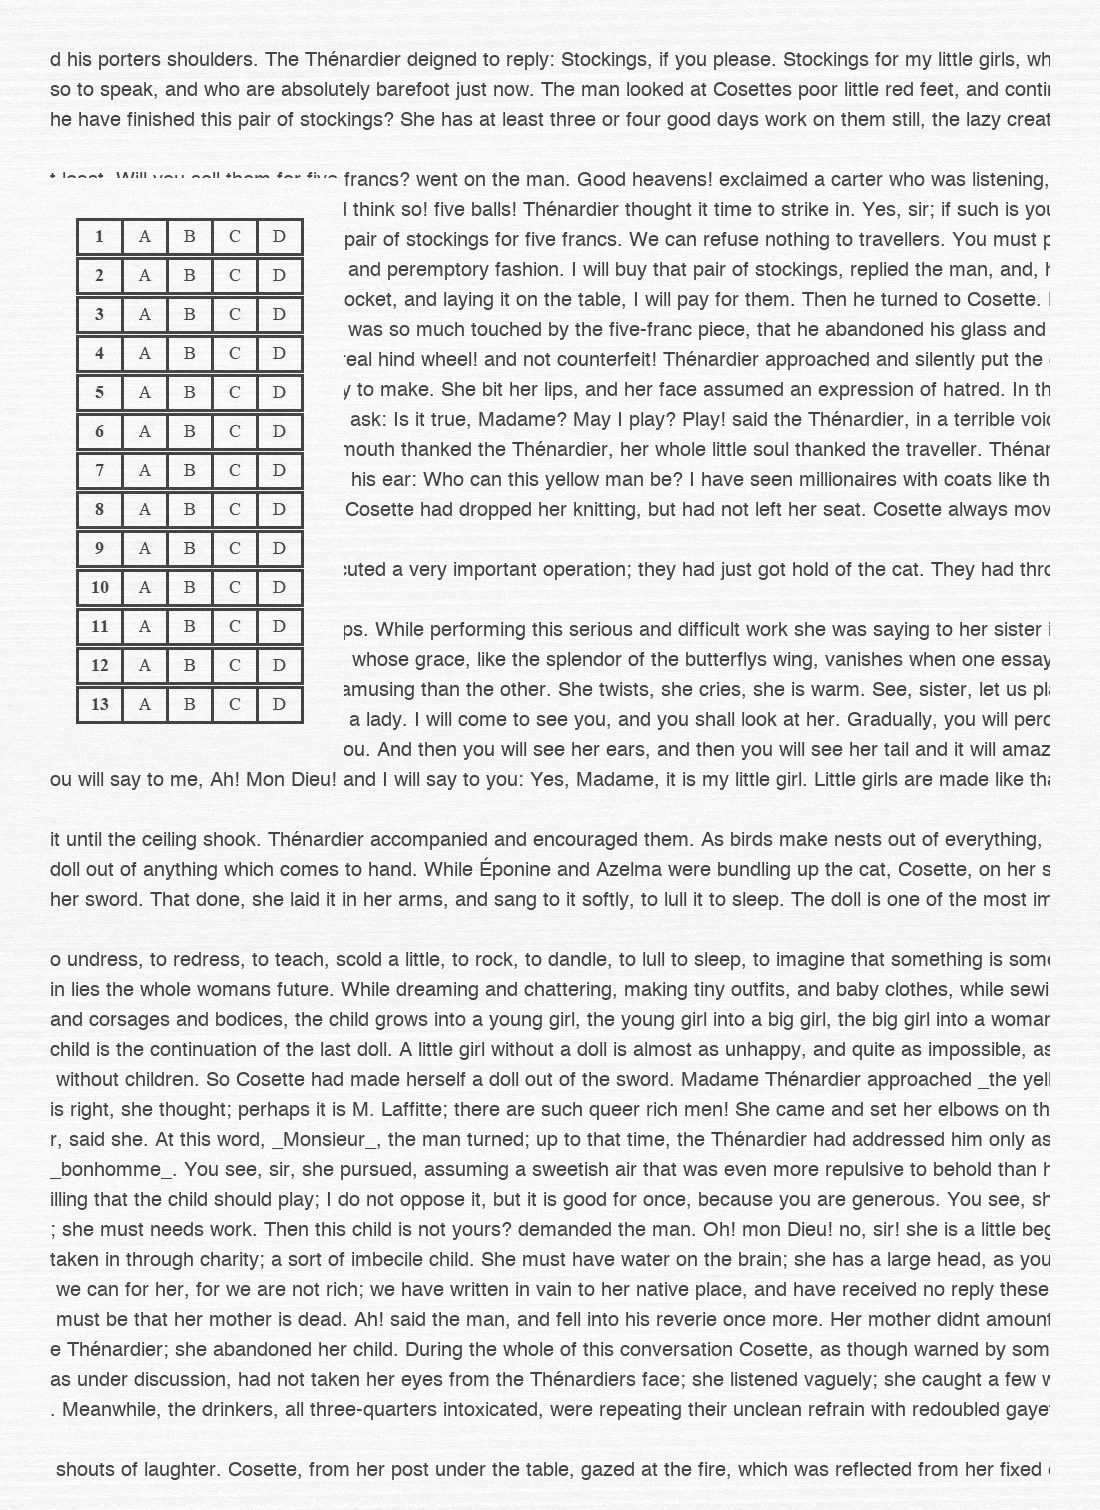 d his porters shoulders. The Thénardier deigned to reply: Stockings, if you please. Stockings for my little girls, wh
so to speak, and who are absolutely barefoot just now. The man looked at Cosettes poor little red feet, and conti
he have finished this pair of stockings? She has at least three or four good days work on them still, the lazy creat
t least. Will you sell them for five francs? went on the man. Good heavens! exclaimed a carter who was listening,
I think so! five balls! Thénardier thought it time to strike in. Yes, sir; if such is you
pair of stockings for five francs. We can refuse nothing to travellers. You must p
and peremptory fashion. I will buy that pair of stockings, replied the man, and,
ocket, and laying it on the table, I will pay for them. Then he turned to Cosette.
was so much touched by the five-franc piece, that he abandoned his glass and
real hind wheel! and not counterfeit! Thénardier approached and silently put the
y to make. She bit her lips, and her face assumed an expression of hatred. In th
ask: Is it true, Madame? May I play? Play! said the Thénardier, in a terrible voic
mouth thanked the Thénardier, her whole little soul thanked the traveller. Thénar
his ear: Who can this yellow man be? I have seen millionaires with coats like th
Cosette had dropped her knitting, but had not left her seat. Cosette always mov
cuted a very important operation; they had just got hold of the cat. They had thro
ps. While performing this serious and difficult work she was saying to her sister i
whose grace, like the splendor of the butterflys wing, vanishes when one essay
amusing than the other. She twists, she cries, she is warm. See, sister, let us pla
a lady. I will come to see you, and you shall look at her. Gradually, you will perc
ou. And then you will see her ears, and then you will see her tail and it will amaz
1 A B C D
2 A B C D
3 A B C D
4 A B C D
5 A B C D
6 A B C D
7 A B C D
8 A B C D
9 A B C D
10 A B C D
11 A B C D
12 A B C D
13 A B C D
ou will say to me, Ah! Mon Dieu! and I will say to you: Yes, Madame, it is my little girl. Little girls are made like tha
it until the ceiling shook. Thénardier accompanied and encouraged them. As birds make nests out of everything,
doll out of anything which comes to hand. While Éponine and Azelma were bundling up the cat, Cosette, on her s
her sword. That done, she laid it in her arms, and sang to it softly, to lull it to sleep. The doll is one of the most im
o undress, to redress, to teach, scold a little, to rock, to dandle, to lull to sleep, to imagine that something is some
in lies the whole womans future. While dreaming and chattering, making tiny outfits, and baby clothes, while sewi
and corsages and bodices, the child grows into a young girl, the young girl into a big girl, the big girl into a woman
child is the continuation of the last doll. A little girl without a doll is almost as unhappy, and quite as impossible, as
without children. So Cosette had made herself a doll out of the sword. Madame Thénardier approached _the yell
is right, she thought; perhaps it is M. Laffitte; there are such queer rich men! She came and set her elbows on th
r, said she. At this word, _Monsieur_, the man turned; up to that time, the Thénardier had addressed him only as
_bonhomme_. You see, sir, she pursued, assuming a sweetish air that was even more repulsive to behold than h
illing that the child should play; I do not oppose it, but it is good for once, because you are generous. You see, sh
; she must needs work. Then this child is not yours? demanded the man. Oh! mon Dieu! no, sir! she is a little beg
taken in through charity; a sort of imbecile child. She must have water on the brain; she has a large head, as you
we can for her, for we are not rich; we have written in vain to her native place, and have received no reply these
must be that her mother is dead. Ah! said the man, and fell into his reverie once more. Her mother didnt amount
e Thénardier; she abandoned her child. During the whole of this conversation Cosette, as though warned by som
as under discussion, had not taken her eyes from the Thénardiers face; she listened vaguely; she caught a few w
. Meanwhile, the drinkers, all three-quarters intoxicated, were repeating their unclean refrain with redoubled gaye
shouts of laughter. Cosette, from her post under the table, gazed at the fire, which was reflected from her fixed